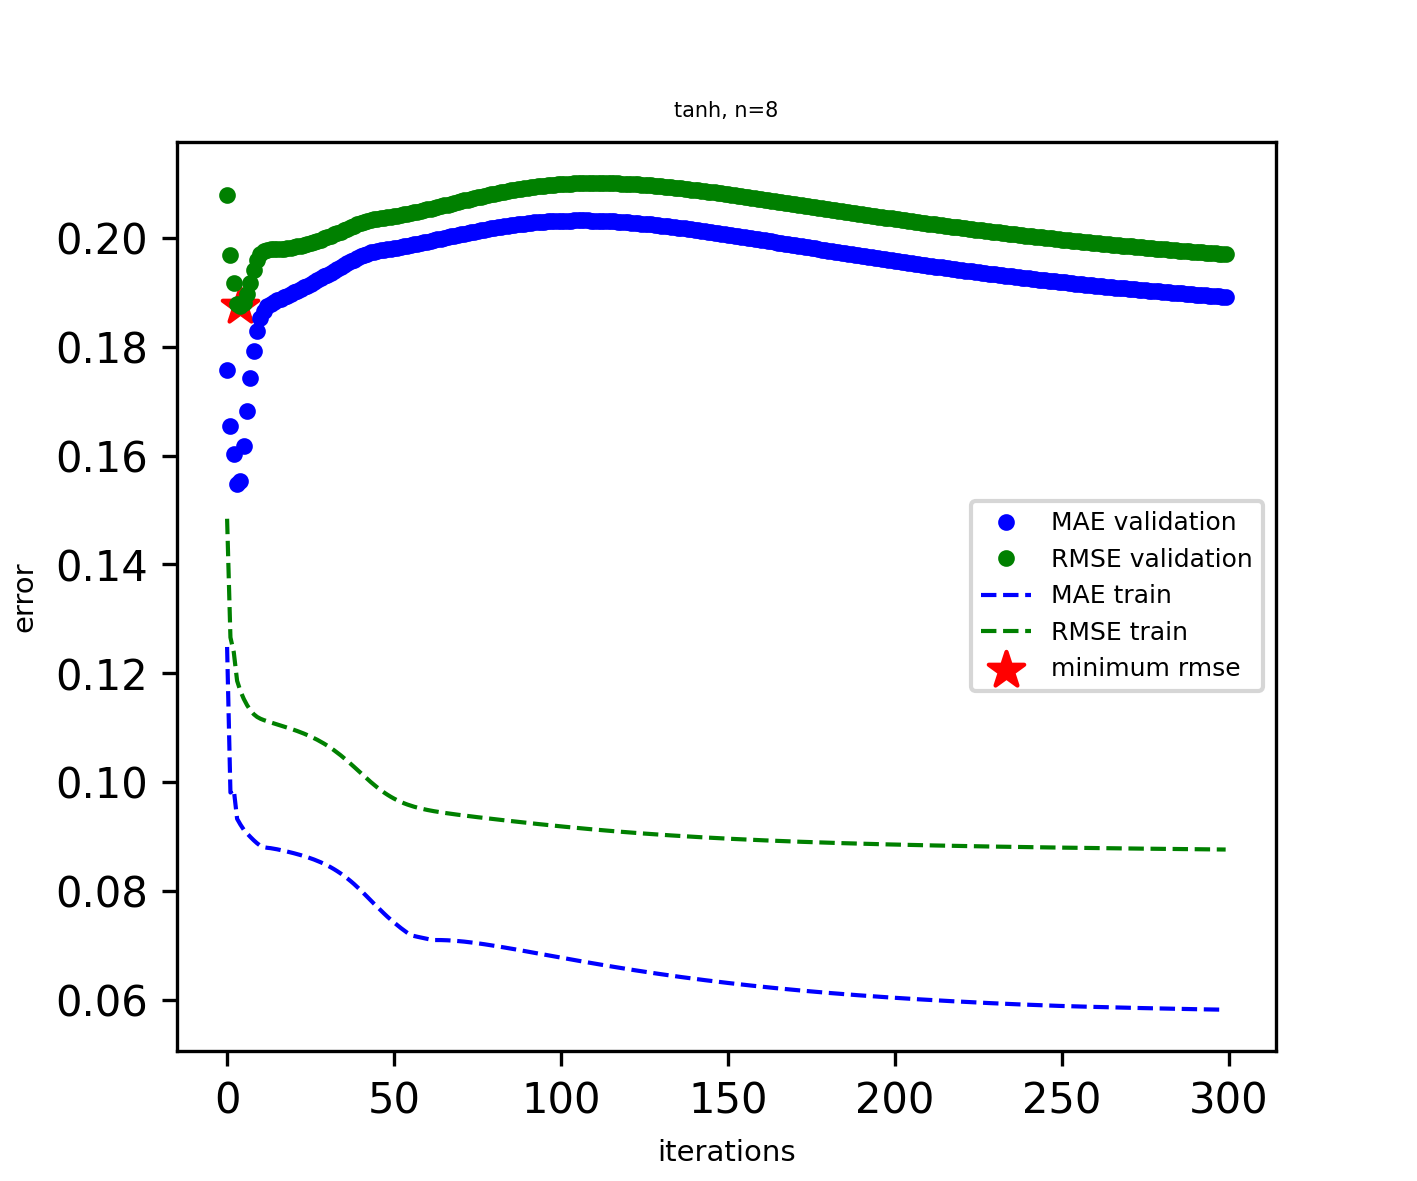 tanh, n=8
error
0.20
0.18
0.16
0.14
0.12
0.10
0.08
0.06
MAE validation
RMSE validation
MAE train
RMSE train
minimum rmse
0 50 100 150 200 250 300
iterations